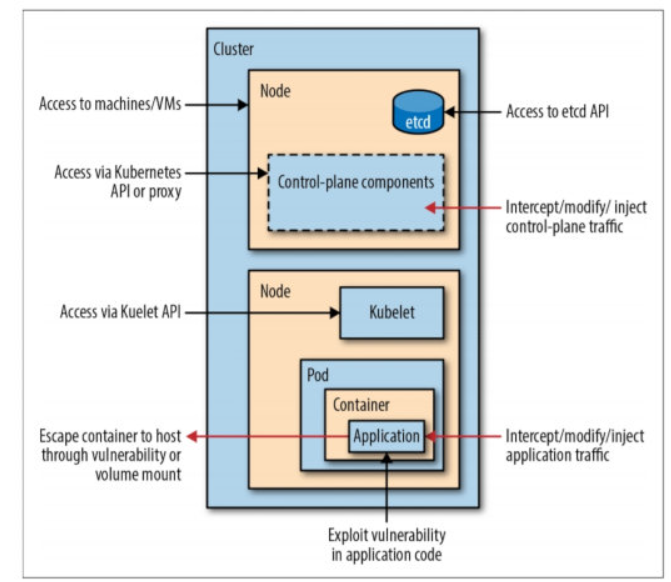 Cluster
Node
Access to machines/VMs
etcd
Access to etcd API
Access via Kubernetes
API or proxy
Control-plane components
Intercept/modify/ inject
control-plane traffic
Node
Access via Kuelet API
Kubelet
Pod
Container
Application
Escape container to host
through vulnerability or
volume mount
Intercept/modify/inject
application traffic
Exploit vulnerability
in application code